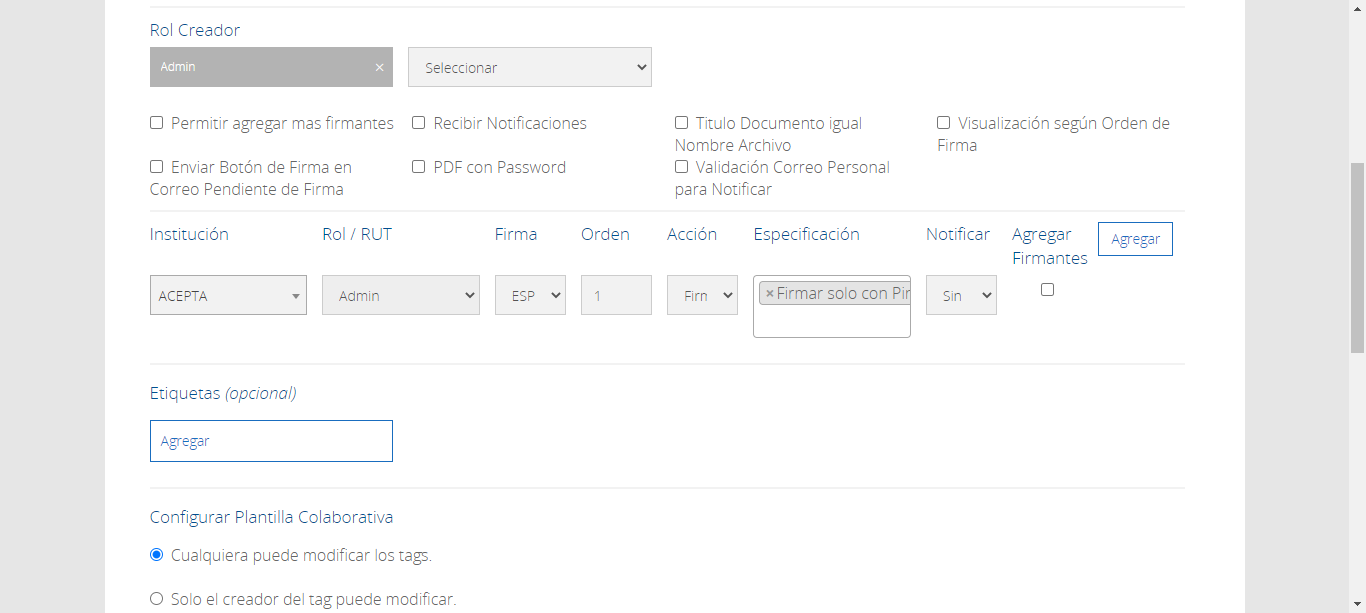 Rol Creador
Admin ×
Seleccionar
Permitir agregar mas firmantes
Recibir Notificaciones
Titulo Documento igual
Nombre Archivo
Visualización según Orden de
Firma
Enviar Botón de Firma en
Correo Pendiente de Firma
PDF con Password
Validación Correo Personal
para Notificar
Institución
Rol / RUT
Firma
Orden
Acción
Especificación
Notificar
Agregar
Firmantes
Agregar
ACEPTA
Admin
ESP
1
Firn
×Firmar solo con Pin
Sin
Etiquetas (opcional)
Agregar
Configurar Plantilla Colaborativa
Cualquiera puede modificar los tags.
Solo el creador del tag puede modificar.